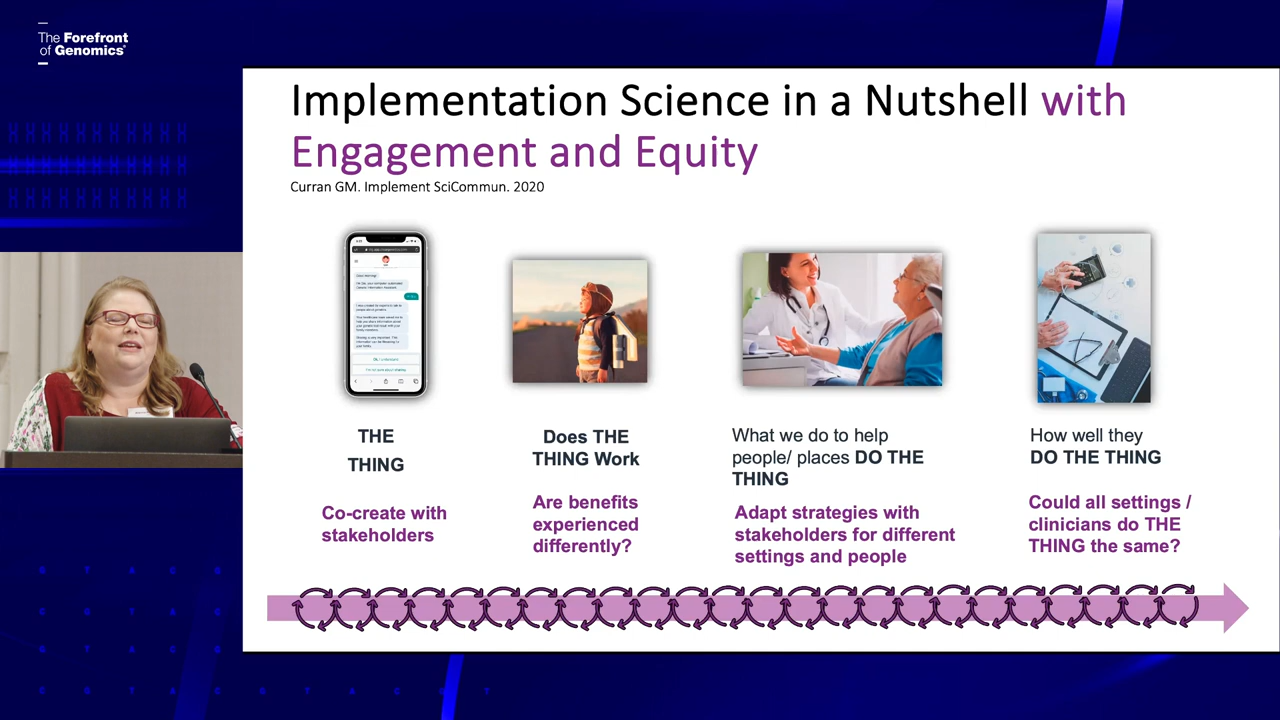 The Forefront
of Genomics
Implementation Science in a Nutshell with
Engagement and Equity
Curran GM. Implement SciCommun. 2020
THE
THING
Co-create with
stakeholders
Does THE
THING Work
Are benefits
experienced
differently?
What we do to help
people/ places DO THE
THING
Adapt strategies with
stakeholders for different
settings and people
How well they
DO THE THING
Could all settings /
clinicians do THE
THING the same?